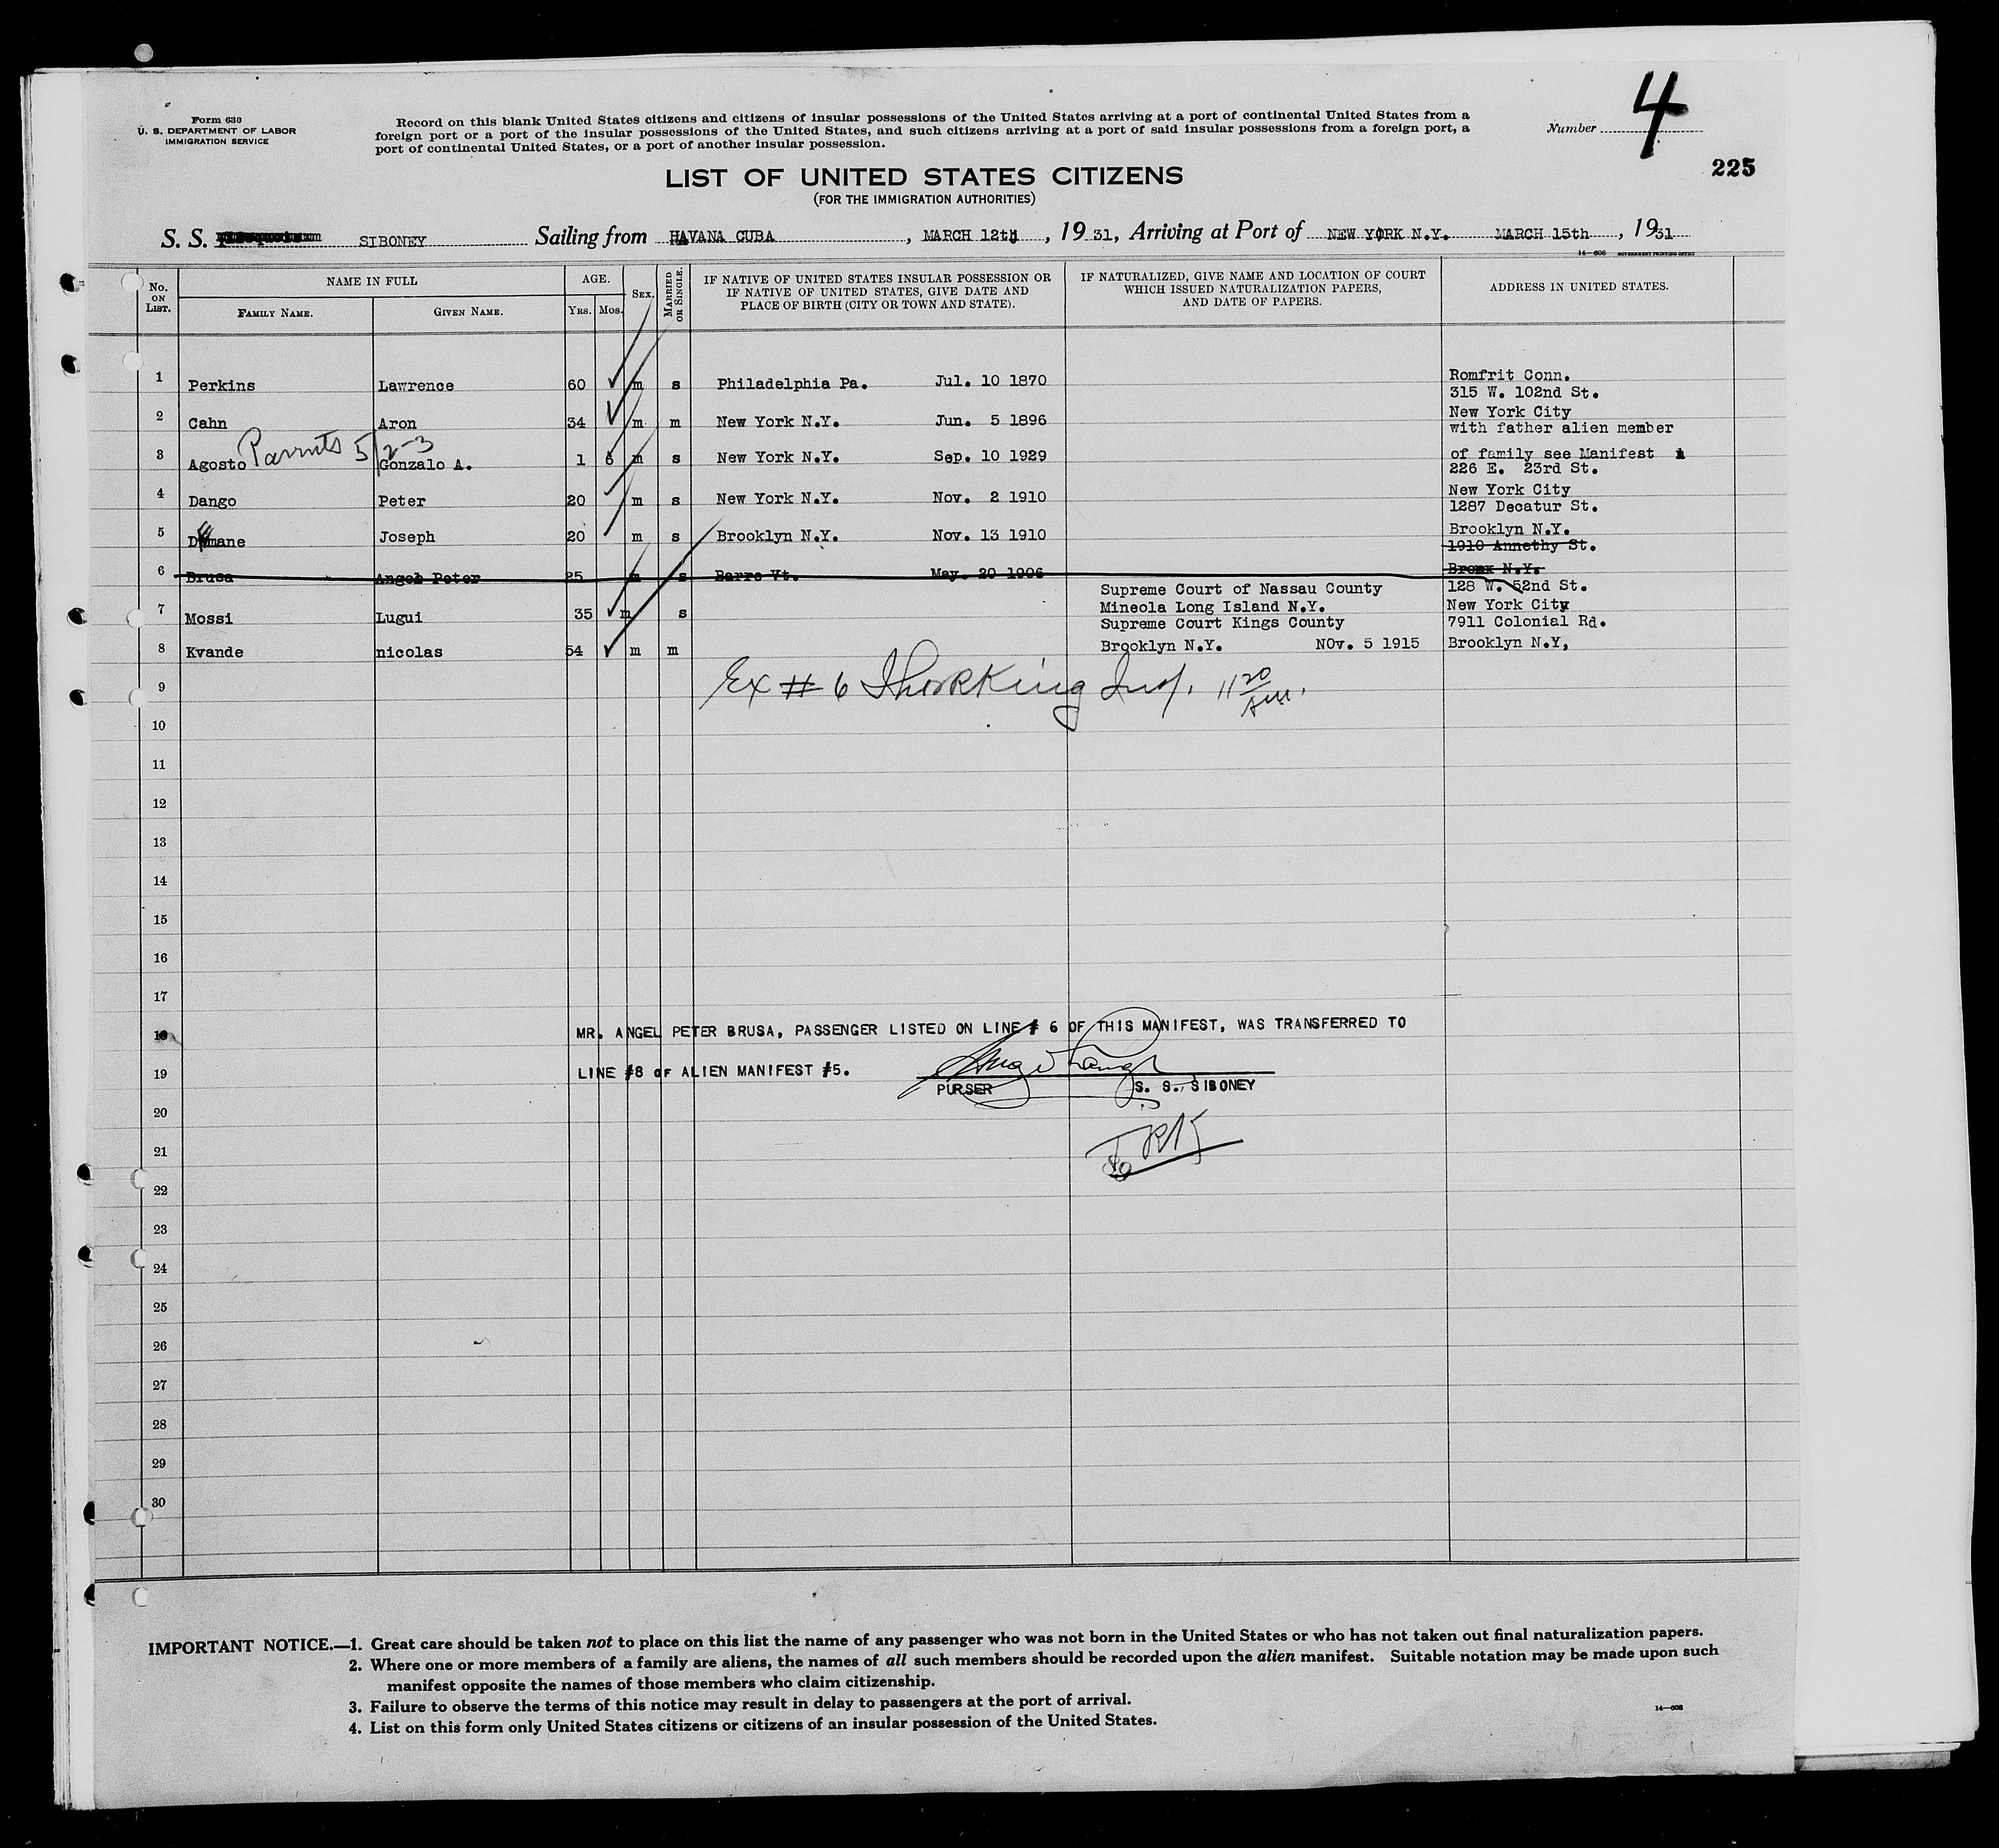 Form 630
U. S. DEPARTMENT OF LABOR
IMMIGRATION SERVICE
Record on this blank United States citizens and citizens of insular possessions of the United States arriving at a port of continental United States from a
foreign port or a port of the insular possessions of the United States, and such citizens arriving at a port of said insular possessions from a foreign port, a
port of continental United States, or a port of another insular possession.
Number 4
225
LIST OF UNITED STATES CITIZENS
(FOR THE IMMIGRATION AUTHORITIES)
S. S. SIBONEY Sailing from HAVANA CUBA, MARCH 12th, 19 31, Arriving at Port of NEW YORK N.Y. MARCH 15th, 1931
14—608 GOVERNMENT PRINTING OFFICE
No. ON LIST. NAME IN FULL AGE. SEX. MARRIED OR SINGLE. IF NATIVE OF UNITED STATES INSULAR POSSESSION OR IF NATIVE OF UNITED STATES, GIVE DATE AND PLACE OF BIRTH (CITY OR TOWN AND STATE). IF NATURALIZED, GIVE NAME AND LOCATION OF COURT WHICH ISSUED NATURALIZATION PAPERS, AND DATE OF PAPERS. ADDRESS IN UNITED STATES.
FAMILY NAME. GIVEN NAME. YRS. MOS.
Romfrit Conn.
1 Perkins Lawrence 60 m s Philadelphia Pa. Jul. 10 1870 315 W. 102nd St.
New York City
2 Cahn Aron 34 m m New York N.Y. Jun. 5 1896 with father alien member
Parents 5/2-3
of family see Manifest
3 Agosto Gonzalo A. 1 6 m s New York N.Y. Sep. 10 1929 226 E. 23rd St.
New York City
4 Dango Peter 20 m s New York N.Y. Nov. 2 1910 1287 Decatur St.
Brooklyn N.Y.
5 Joseph 20 m s Brooklyn N.Y. Nov. 13 1910 1910 Annethy St.
Bronx N.Y.
6 Brusa Angel Peter 25 m s Barre Vt. May. 20 1906
Supreme Court of Nassau County 128 W. 52nd St.
7 Mossi Lugui 35 m s Mineola Long Island N.Y. New York City
Supreme Court Kings County 7911 Colonial Rd.
8 Kvande nicolas 54 m m Brooklyn N.Y. NOv. 5 1915 Brooklyn N.Y,
Ex # 6 King Insp. 11 20 AM.
9
10
11
12
13
14
15
16
17
18 MR. ANGEL PETER BRUSA, PASSENGER LISTED ON LINE # 6 OF THIS MANIFEST, WAS TRANSFERRED TO
19 LINE #8 OF ALIEN MANIFEST #5.
PURSER S. S. SIBONEY
20
21
22
23
24
25
26
27
28
29
30
IMPORTANT NOTICE.—1. Great care should be taken not to place on this list the name of any passenger who was not born in the United States or who has not taken out final naturalization papers.
2. Where one or more members of a family are aliens, the names of all such members should be recorded upon the alien manifest. Suitable notation may be made upon such
manifest opposite the names of those members who claim citizenship.
3. Failure to observe the terms of this notice may result in delay to passengers at the port of arrival.
4. List on this form only United States citizens or citizens of an insular possession of the United States.
14—608